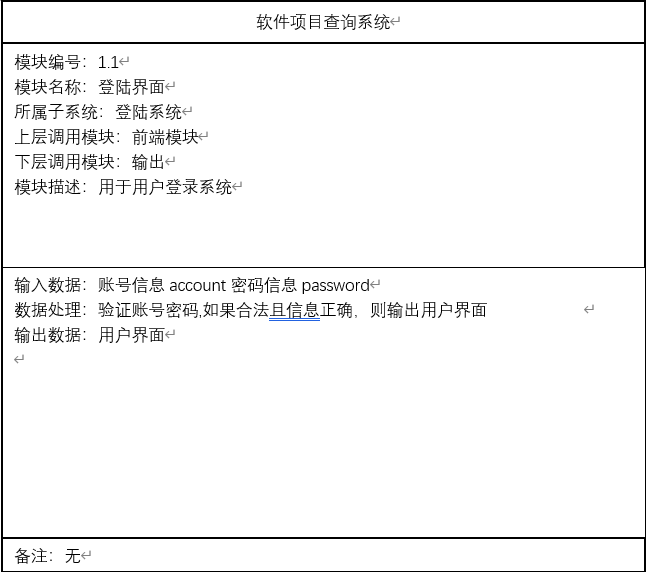 软件项目查询系统
模块编号：1.1
模块名称：登陆界面
所属子系统：登陆系统
上层调用模块：前端模块
下层调用模块：输出
模块描述：用于用户登录系统
输入数据：账号信息 account 密码信息 password
数据处理：验证账号密码,如果合法且信息正确，则输出用户界面
输出数据：用户界面
备注：无